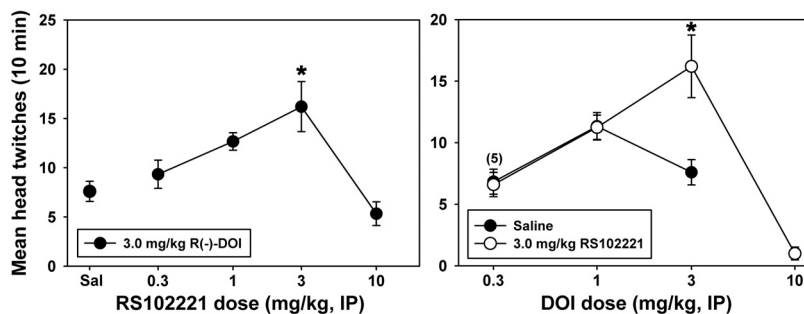 Mean head twitches (10 min)
25
20
15
10
5
0
*
3.0 mg/kg R(-)-DOI
Sal 0.3 1 3 10
RS102221 dose (mg/kg, IP)
20
15
10
5
0
*
(5)
Saline
3.0 mg/kg RS102221
0.3 1 3 10
DOI dose (mg/kg, IP)